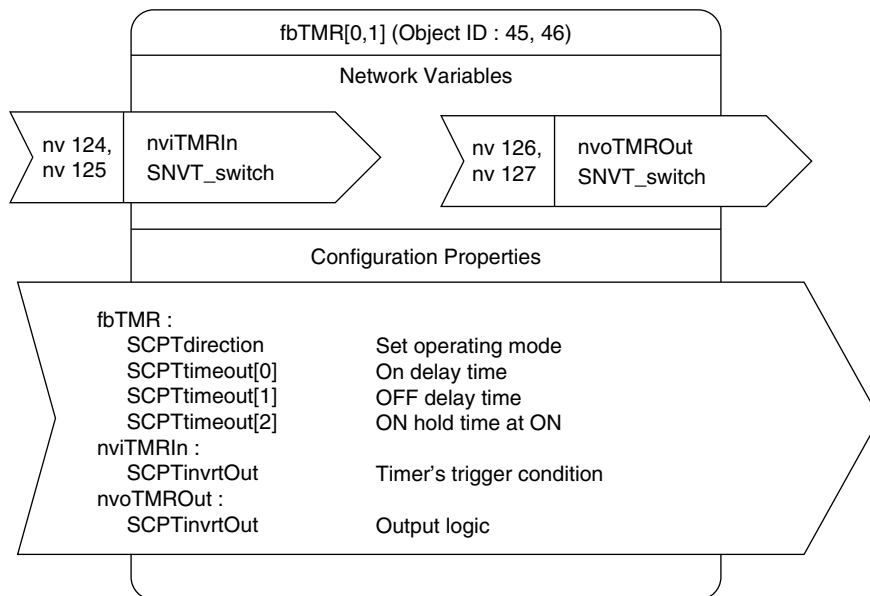 fbTMR[0,1] (Object ID : 45, 46)
Network Variables
nv 124,
nv 125
nviTMRIn
SNVT_switch
nv 126,
nv 127
nvoTMROut
SNVT_switch
Configuration Properties
fbTMR :
SCPTdirection Set operating mode
SCPTtimeout[0] On delay time
SCPTtimeout[1] OFF delay time
SCPTtimeout[2] ON hold time at ON
nviTMRIn :
SCPTinvrtOut Timer's trigger condition
nvoTMROut :
SCPTinvrtOut Output logic